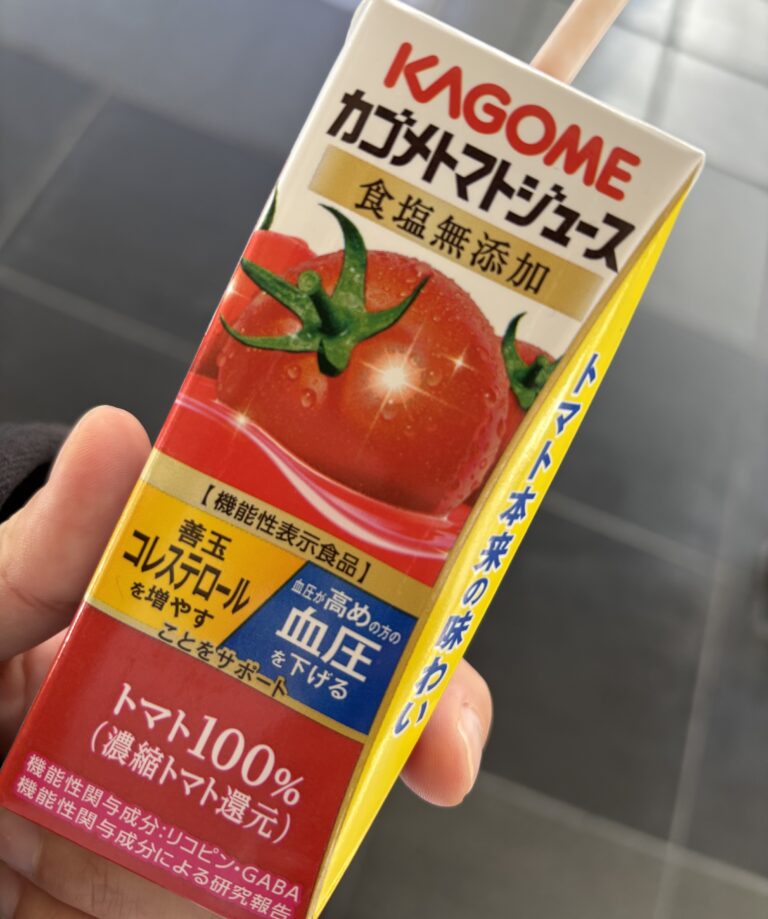 KAGOME
カゴメトマトジュース
食塩無添加
【機能性表示食品】
善玉
コレステロール
を増やす
血圧が高めの方の
血圧
を下げる
ことをサポート
トマト100%
(濃縮トマト還元)
機能性関与成分:リコピン・GABA
機能性関与成分による研究報告
トマト本来の味わい